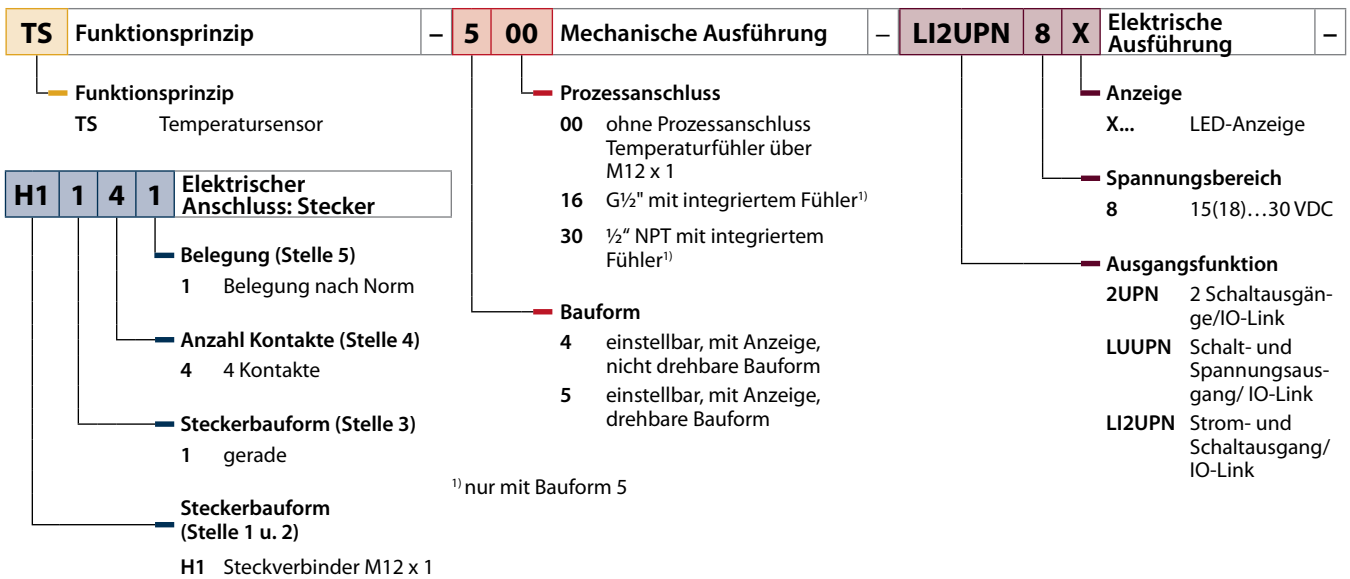 TS Funktionsprinzip – 5 00 Mechanische Ausführung – LI2UPN 8 X Elektrische
Ausführung –
Funktionsprinzip
TS Temperatursensor
H1 1 4 1 Elektrischer
Anschluss: Stecker
Belegung (Stelle 5)
1 Belegung nach Norm
Anzahl Kontakte (Stelle 4)
4 4 Kontakte
Steckerbauform (Stelle 3)
1 gerade
Steckerbauform
(Stelle 1 u. 2)
H1 Steckverbinder M12 x 1
Prozessanschluss
00 ohne Prozessanschluss
Temperaturfühler über
M12 x 1
16 G½" mit integriertem Fühler1)
30 ½“ NPT mit integriertem
Fühler1)
Bauform
4 einstellbar, mit Anzeige,
nicht drehbare Bauform
5 einstellbar, mit Anzeige,
drehbare Bauform
1) nur mit Bauform 5
Anzeige
X... LED-Anzeige
Spannungsbereich
8 15(18)…30 VDC
Ausgangsfunktion
2UPN 2 Schaltausgän-
ge/IO-Link
LUUPN Schalt- und
Spannungsaus-
gang/ IO-Link
LI2UPN Strom- und
Schaltausgang/
IO-Link